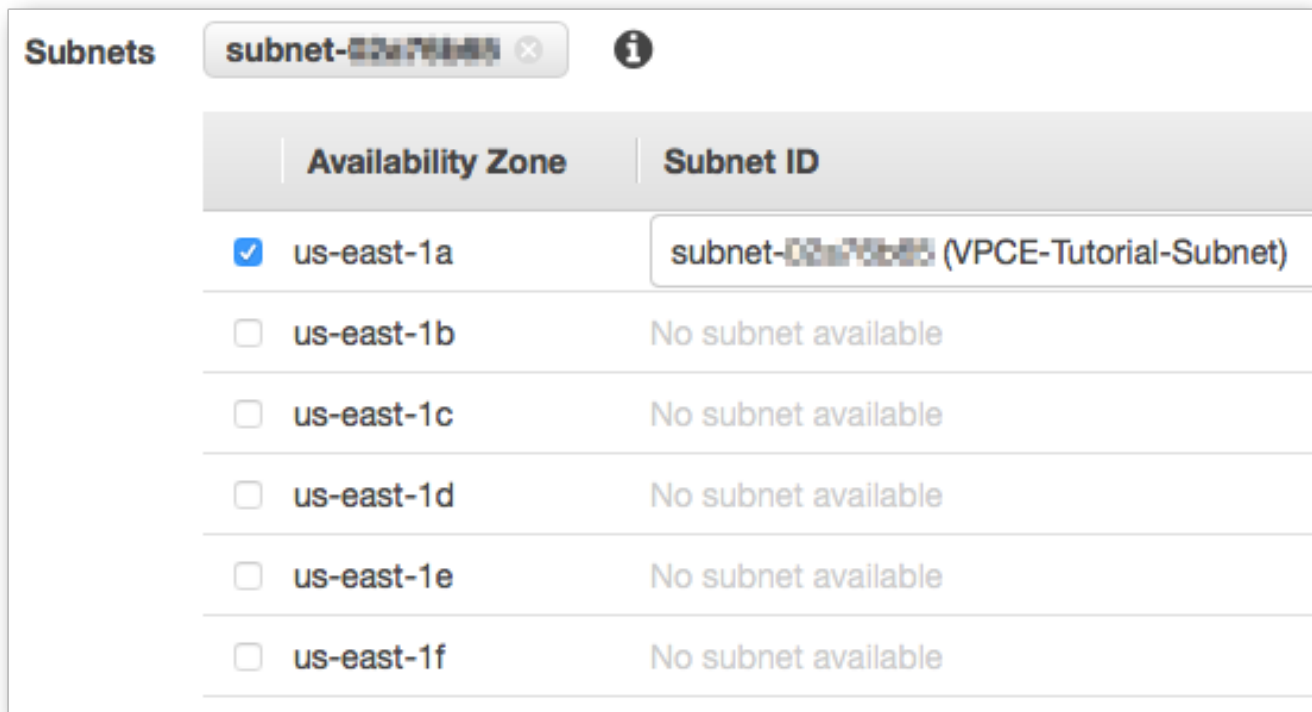 Subnets subnet-
Availability Zone Subnet ID
us-east-1a subnet- (VPCE-Tutorial-Subnet)
us-east-1b No subnet available
us-east-1c No subnet available
us-east-1d No subnet available
us-east-1e No subnet available
us-east-1f No subnet available